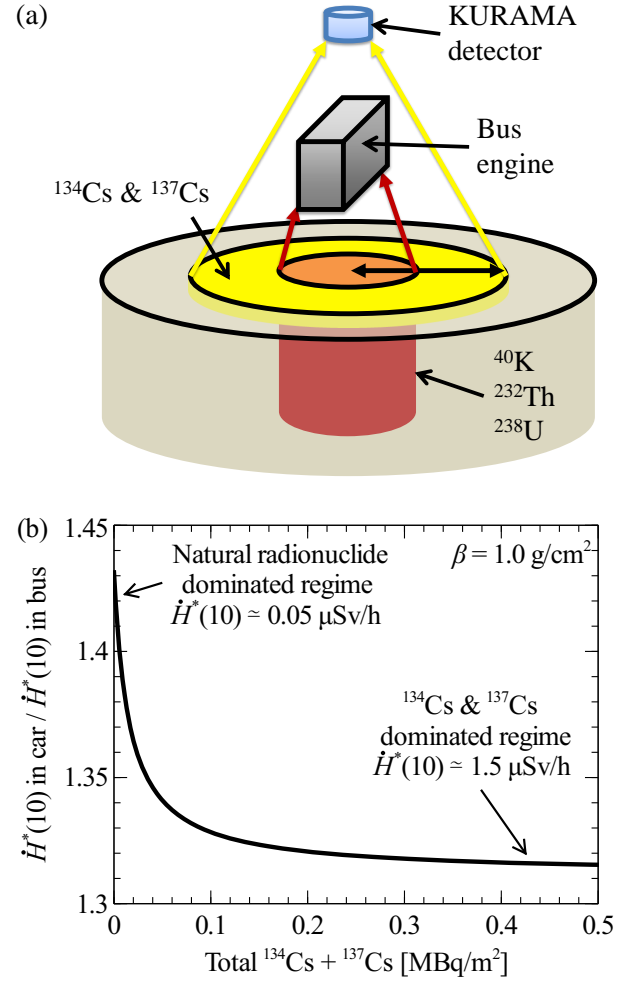 (a)
KURAMA
detector
Bus
engine
¹³⁴Cs & ¹³⁷Cs
⁴⁰K
²³²Th
²³⁸U
(b)
1.45
1.4
1.35
1.3
Ḣ*(10) in car / Ḣ*(10) in bus
Natural radionuclide
dominated regime
Ḣ*(10) ≃ 0.05 μSv/h
β = 1.0 g/cm²
¹³⁴Cs & ¹³⁷Cs
dominated regime
Ḣ*(10) ≃ 1.5 μSv/h
0 0.1 0.2 0.3 0.4 0.5
Total ¹³⁴Cs + ¹³⁷Cs [MBq/m²]